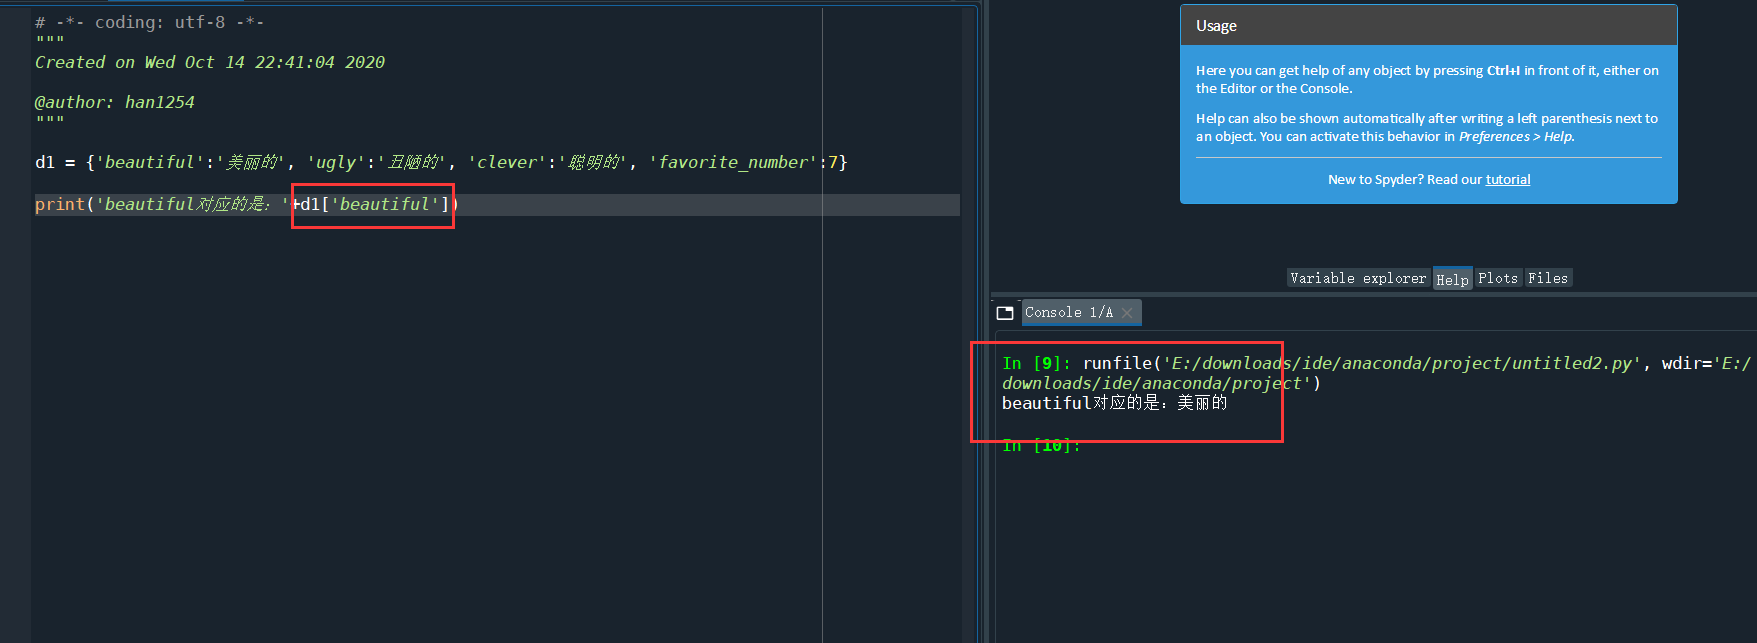 # -*- coding: utf-8 -*-
"""
Created on Wed Oct 14 22:41:04 2020
@author: han1254
"""
d1 = {'beautiful':'美丽的', 'ugly':'丑陋的', 'clever':'聪明的', 'favorite_number':7}
print('beautiful对应的是：'+d1['beautiful'])
Usage
Here you can get help of any object by pressing Ctrl+I in front of it, either on
the Editor or the Console.
Help can also be shown automatically after writing a left parenthesis next to
an object. You can activate this behavior in Preferences > Help.
New to Spyder? Read our tutorial
Variable explorer Help Plots Files
Console 1/A
In [9]: runfile('E:/downloads/ide/anaconda/project/untitled2.py', wdir='E:/
downloads/ide/anaconda/project')
beautiful对应的是：美丽的
In [10]: